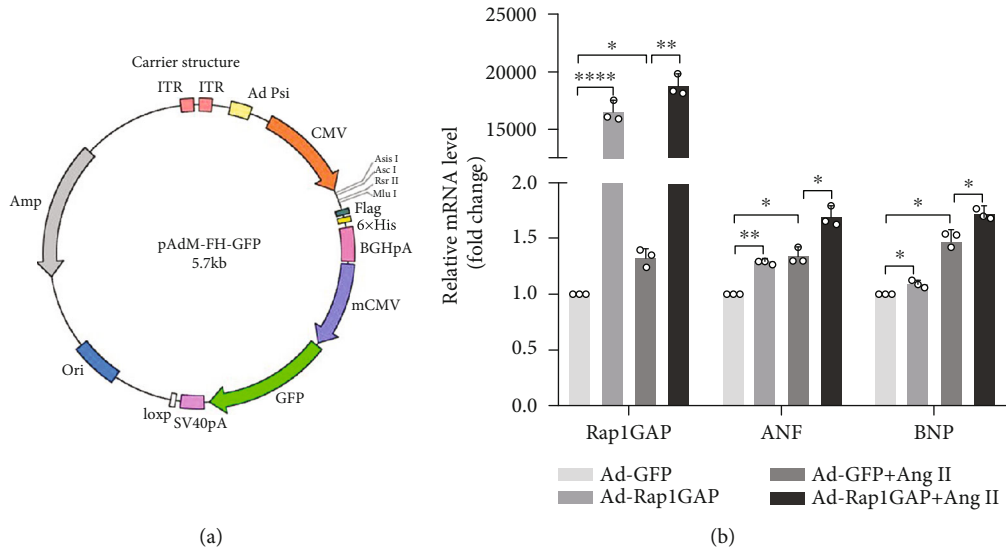 Carrier structure
ITR ITR
Ad Psi
CMV
Asis I
Asc I
Rsr II
Mlu I
Flag
6×His
BGHpA
mCMV
GFP
SV40pA
loxp
Ori
Amp
pAdM-FH-GFP
5.7kb
(a)
Relative mRNA level
(fold change)
25000
20000
15000
2.0
1.5
1.0
0.5
0.0
* **
****
* *
**
* *
*
Rap1GAP ANF BNP
Ad-GFP Ad-GFP+Ang II
Ad-Rap1GAP Ad-Rap1GAP+Ang II
(b)